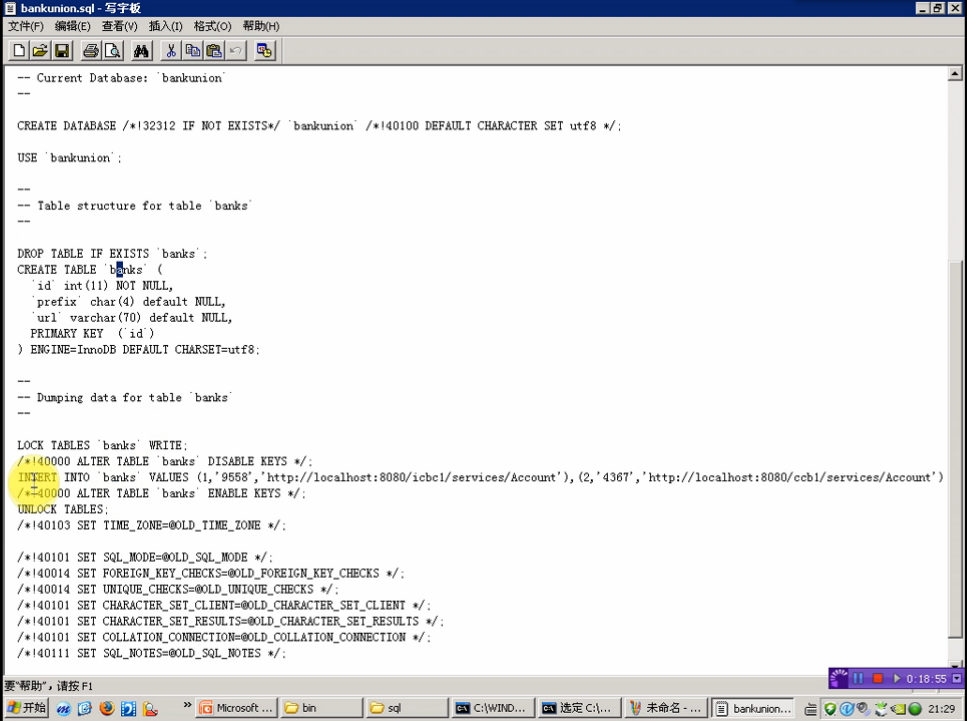 bankunion.sql - 写字板
文件(F) 编辑(E) 查看(V) 插入(I) 格式(O) 帮助(H)
-- Current Database: `bankunion`
--
CREATE DATABASE /*!32312 IF NOT EXISTS*/ `bankunion` /*!40100 DEFAULT CHARACTER SET utf8 */;
USE `bankunion`;
--
-- Table structure for table `banks`
--
DROP TABLE IF EXISTS `banks`;
CREATE TABLE `banks` (
`id` int(11) NOT NULL,
`prefix` char(4) default NULL,
`url` varchar(70) default NULL,
PRIMARY KEY (`id`)
) ENGINE=InnoDB DEFAULT CHARSET=utf8;
--
-- Dumping data for table `banks`
--
LOCK TABLES `banks` WRITE;
/*!40000 ALTER TABLE `banks` DISABLE KEYS */;
INSERT INTO `banks` VALUES (1,'9558','http://localhost:8080/icbc1/services/Account'),(2,'4367','http://localhost:8080/ccb1/services/Account')
/*!40000 ALTER TABLE `banks` ENABLE KEYS */;
UNLOCK TABLES;
/*!40103 SET TIME_ZONE=@OLD_TIME_ZONE */;
/*!40101 SET SQL_MODE=@OLD_SQL_MODE */;
/*!40014 SET FOREIGN_KEY_CHECKS=@OLD_FOREIGN_KEY_CHECKS */;
/*!40014 SET UNIQUE_CHECKS=@OLD_UNIQUE_CHECKS */;
/*!40101 SET CHARACTER_SET_CLIENT=@OLD_CHARACTER_SET_CLIENT */;
/*!40101 SET CHARACTER_SET_RESULTS=@OLD_CHARACTER_SET_RESULTS */;
/*!40101 SET COLLATION_CONNECTION=@OLD_COLLATION_CONNECTION */;
/*!40111 SET SQL_NOTES=@OLD_SQL_NOTES */;
要“帮助”，请按 F1
0:18:55
开始 » Microsoft ... bin sql C:\WIND... 选定 C:\... 未命名 - ... bankunion... 21:29